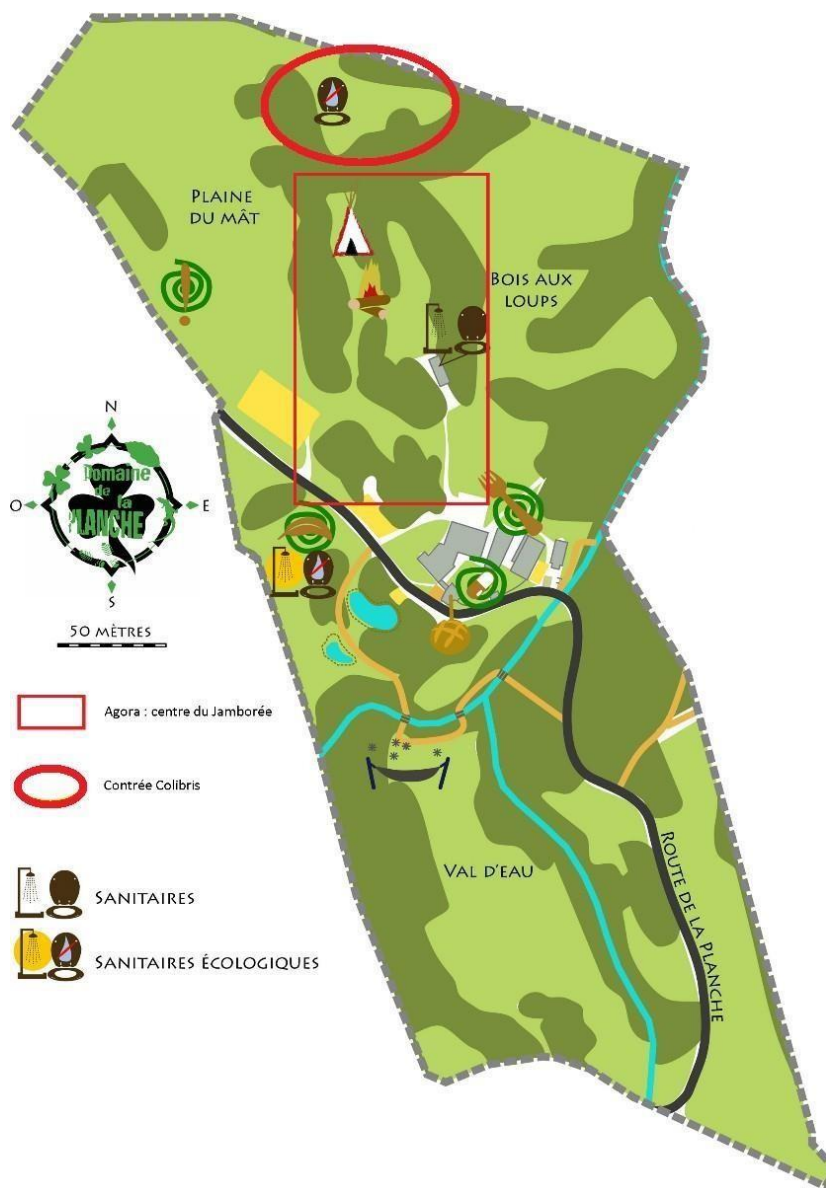 PLAINE
DU MÂT
BOIS AUX
LOUPS
N
O
E
S
Domaine
de
la
PLANCHE
50 MÈTRES
Agora : centre du Jamborée
Contrée Colibris
SANITAIRES
SANITAIRES ÉCOLOGIQUES
VAL D'EAU
ROUTE DE LA PLANCHE